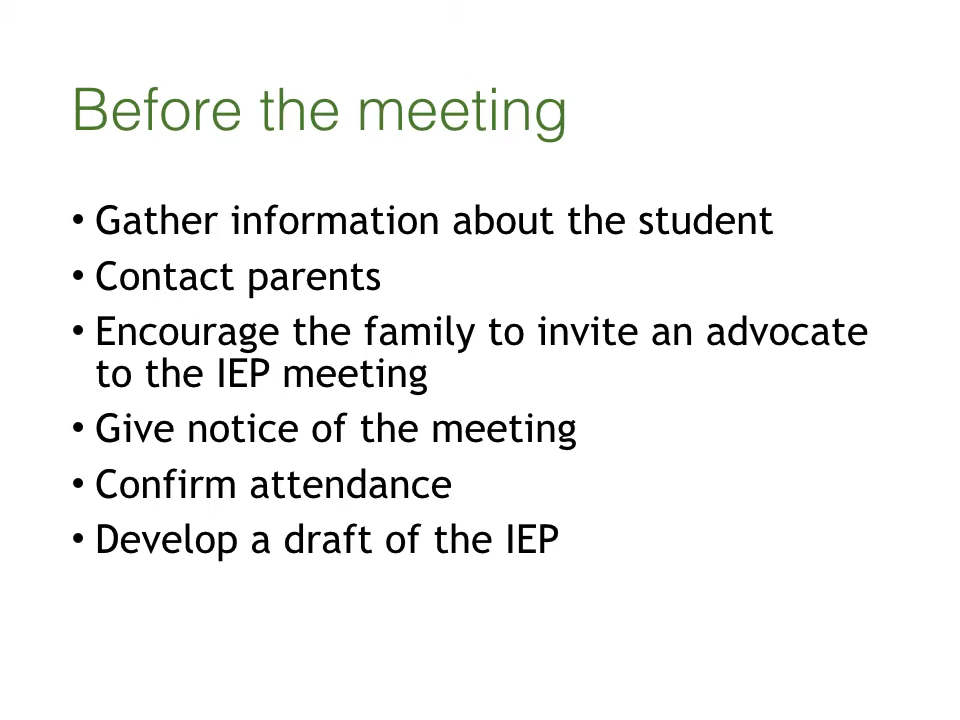 Before the meeting
• Gather information about the student
• Contact parents
• Encourage the family to invite an advocate
to the IEP meeting
• Give notice of the meeting
• Confirm attendance
• Develop a draft of the IEP